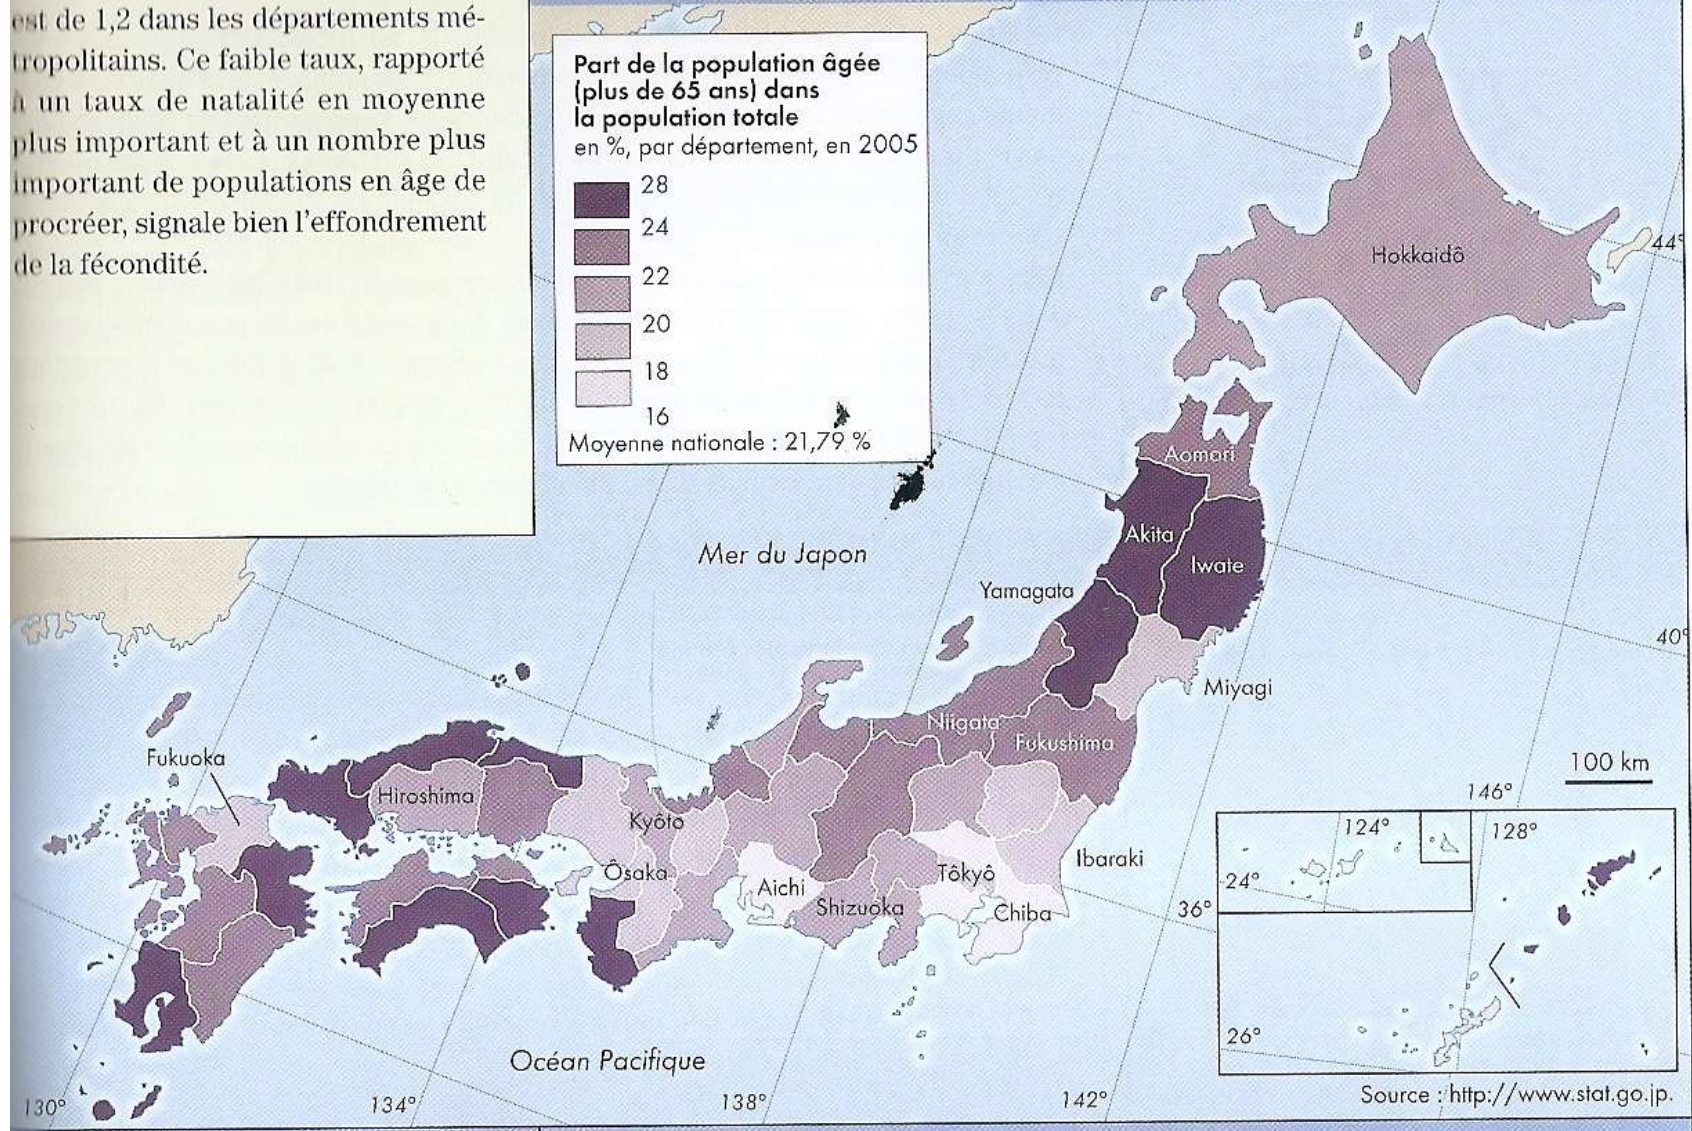 est de 1,2 dans les départements mé-
tropolitains. Ce faible taux, rapporté
à un taux de natalité en moyenne
plus important et à un nombre plus
important de populations en âge de
procréer, signale bien l'effondrement
de la fécondité.
Part de la population âgée
(plus de 65 ans) dans
la population totale
en %, par département, en 2005
28
24
22
20
18
16
Moyenne nationale : 21,79 %
Hokkaidô
44°
Aomori
Akita
Iwate
Mer du Japon
Yamagata
40°
Miyagi
Niigata
Fukushima
Fukuoka
100 km
146°
Hiroshima
Kyôto
124°
128°
Ibaraki
Ôsaka
Aichi
Tôkyô
24°
Shizuoka
Chiba
36°
26°
Océan Pacifique
Source : http://www.stat.go.jp.
130°
134°
138°
142°